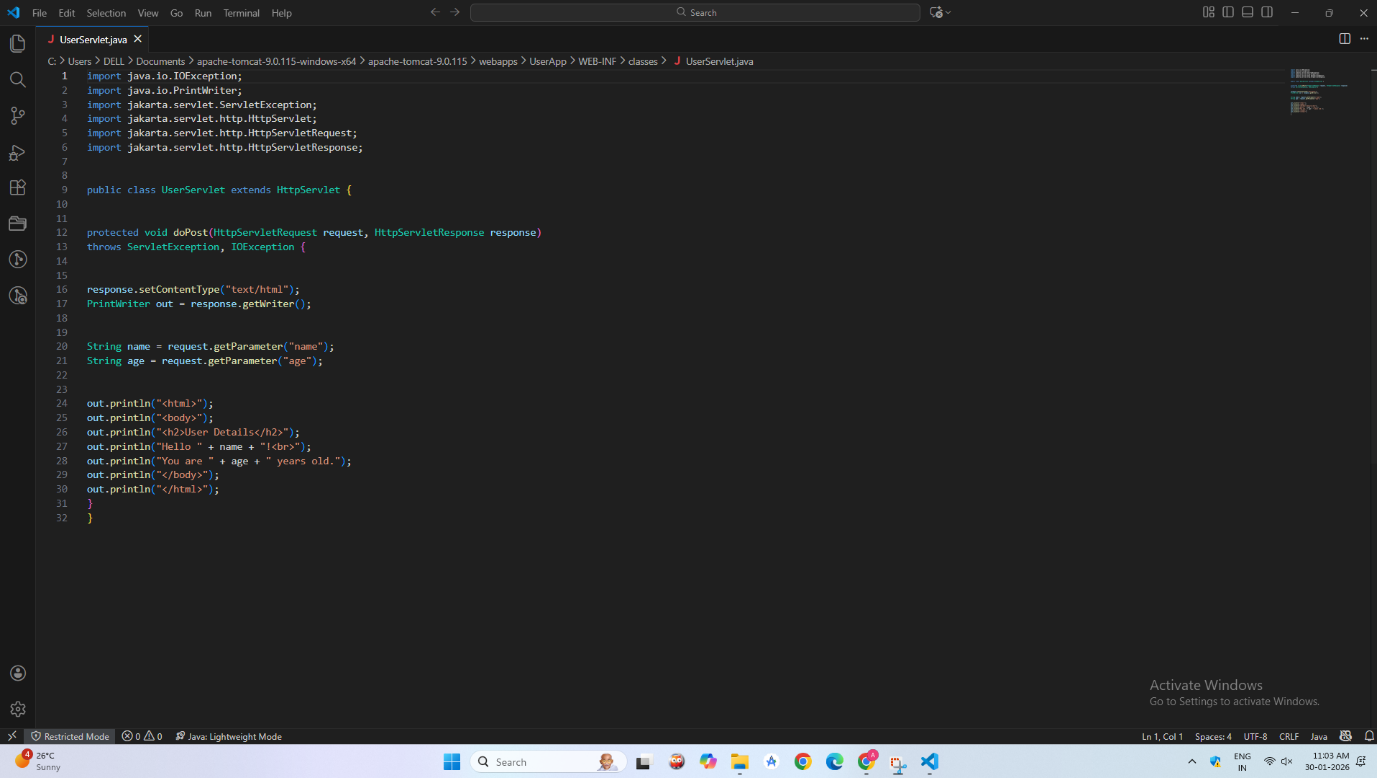 File Edit Selection View Go Run Terminal Help
Search
UserServlet.java
C: > Users > DELL > Documents > apache-tomcat-9.0.115-windows-x64 > apache-tomcat-9.0.115 > webapps > UserApp > WEB-INF > classes > J UserServlet.java
1 import java.io.IOException;
2 import java.io.PrintWriter;
3 import jakarta.servlet.ServletException;
4 import jakarta.servlet.http.HttpServlet;
5 import jakarta.servlet.http.HttpServletRequest;
6 import jakarta.servlet.http.HttpServletResponse;
7
8
9 public class UserServlet extends HttpServlet {
10
11
12 protected void doPost(HttpServletRequest request, HttpServletResponse response)
13 throws ServletException, IOException {
14
15
16 response.setContentType("text/html");
17 PrintWriter out = response.getWriter();
18
19
20 String name = request.getParameter("name");
21 String age = request.getParameter("age");
22
23
24 out.println("<html>");
25 out.println("<body>");
26 out.println("<h2>User Details</h2>");
27 out.println("Hello " + name + "!<br>");
28 out.println("You are " + age + " years old.");
29 out.println("</body>");
30 out.println("</html>");
31 }
32 }
Activate Windows
Go to Settings to activate Windows.
Restricted Mode 0 0 Java: Lightweight Mode Ln 1, Col 1 Spaces: 4 UTF-8 CRLF Java
4 26°C
Sunny
Search
A
ENG
IN
11:03 AM
30-01-2026